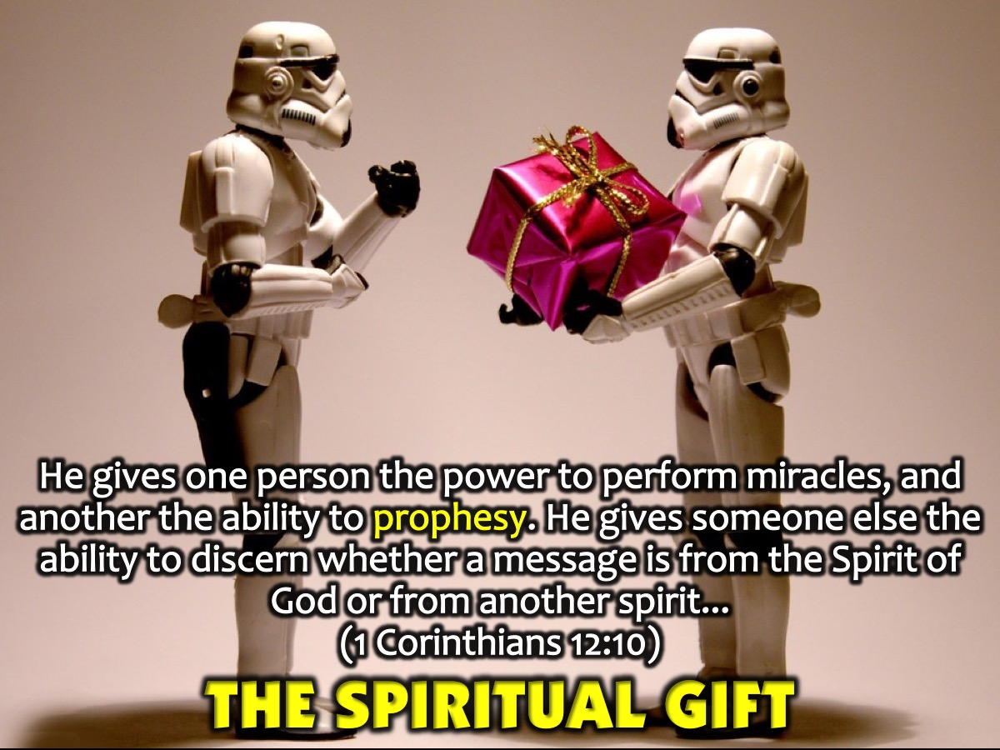 He gives one person the power to perform miracles, and
another the ability to prophesy. He gives someone else the
ability to discern whether a message is from the Spirit of
God or from another spirit...
(1 Corinthians 12:10)
THE SPIRITUAL GIFT